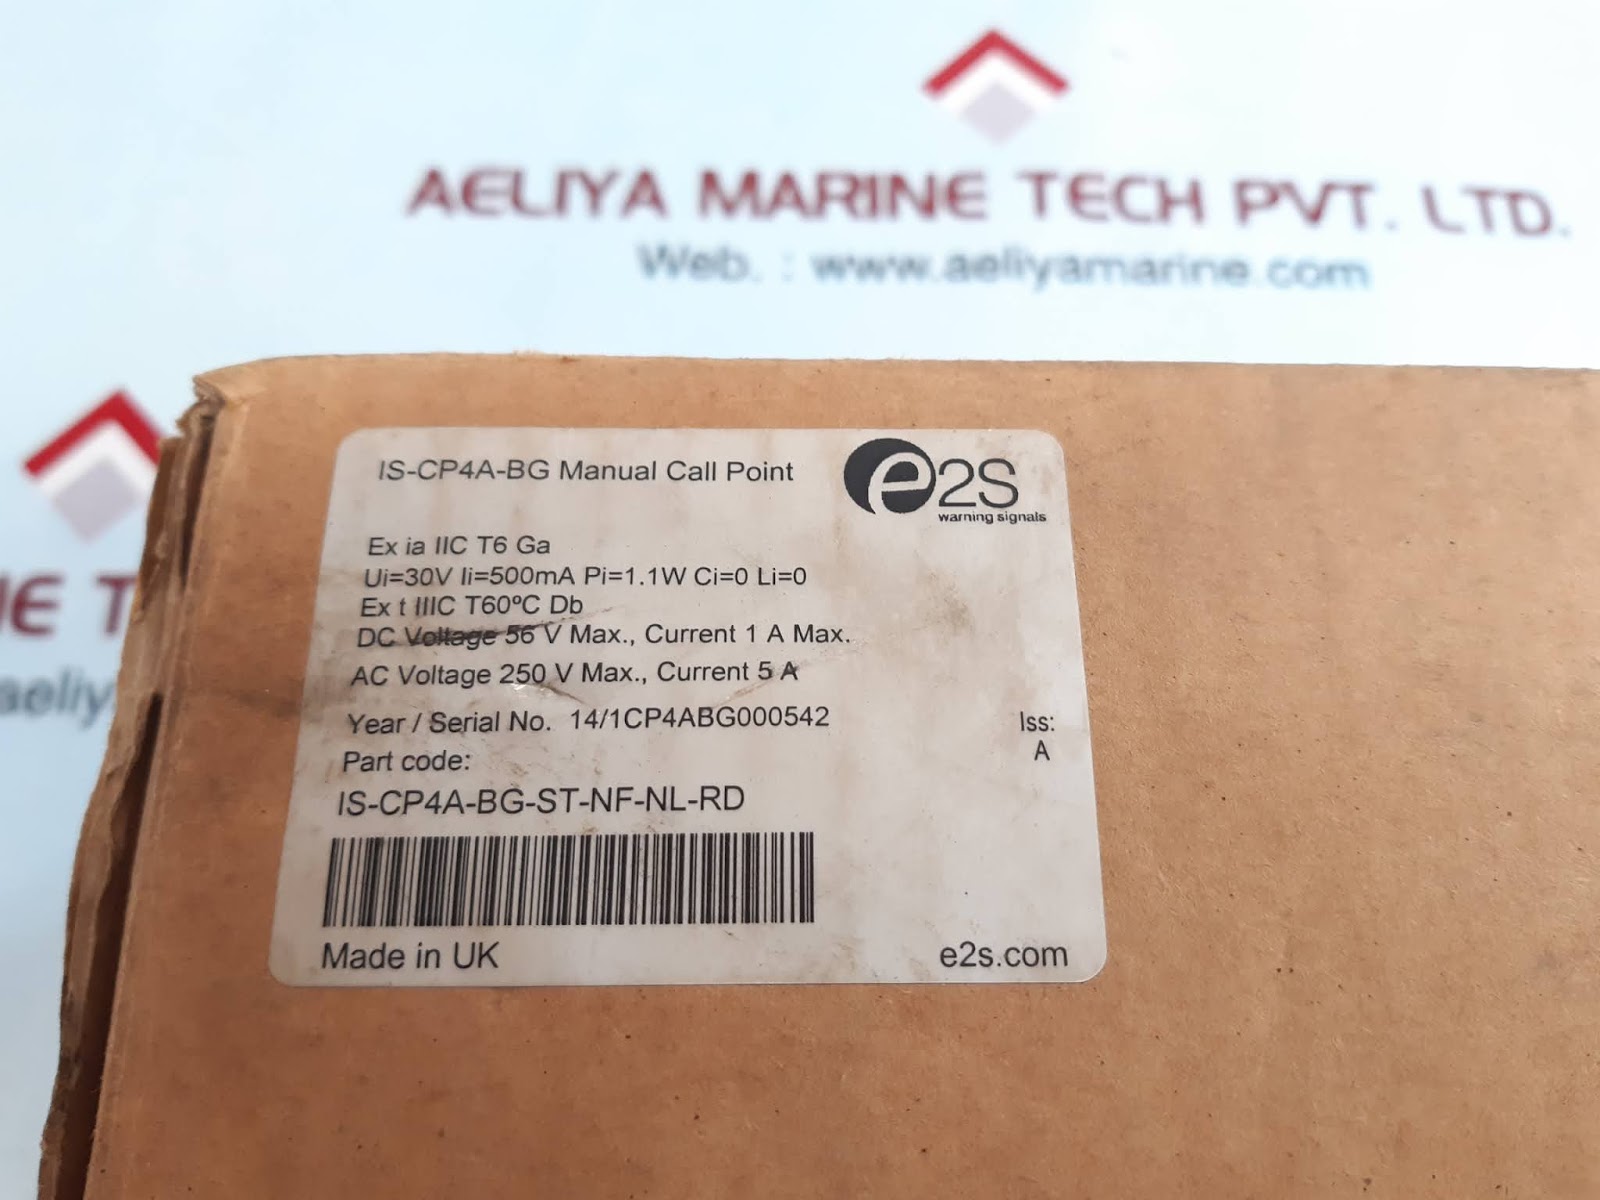 AELIYA MARINE TECH PVT. LTD.
Web. : www.aeliyamarine.com
NE T
aeliy
IS-CP4A-BG Manual Call Point
e2S
warning signals
Ex ia IIC T6 Ga
Ui=30V Ii=500mA Pi=1.1W Ci=0 Li=0
Ex t IIIC T60°C Db
DC Voltage 56 V Max., Current 1 A Max.
AC Voltage 250 V Max., Current 5 A
Year / Serial No. 14/1CP4ABG000542
Iss:
A
Part code:
IS-CP4A-BG-ST-NF-NL-RD
Made in UK
e2s.com